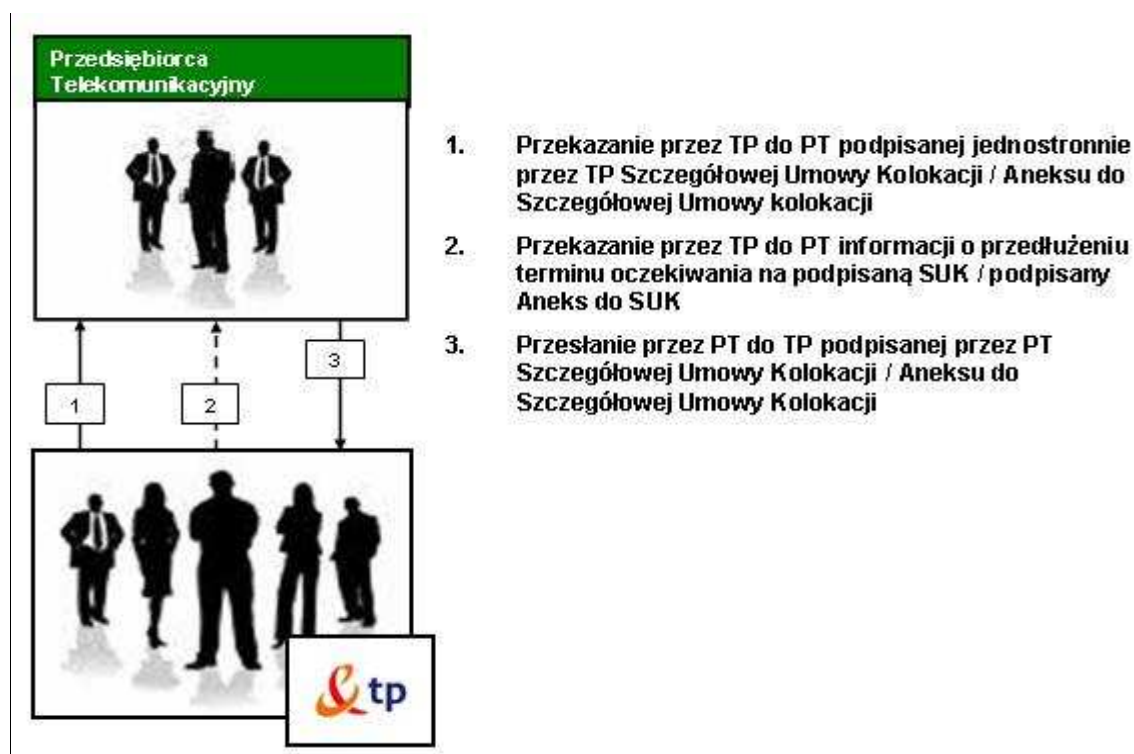 Przedsiębiorca
Telekomunikacyjny
1. Przekazanie przez TP do PT podpisanej jednostronnie
przez TP Szczegółowej Umowy Kolokacji / Aneksu do
Szczegółowej Umowy kolokacji
2. Przekazanie przez TP do PT informacji o przedłużeniu
terminu oczekiwania na podpisaną SUK / podpisany
Aneks do SUK
3. Przesłanie przez PT do TP podpisanej przez PT
Szczegółowej Umowy Kolokacji / Aneksu do
Szczegółowej Umowy Kolokacji
3
1
2
tp